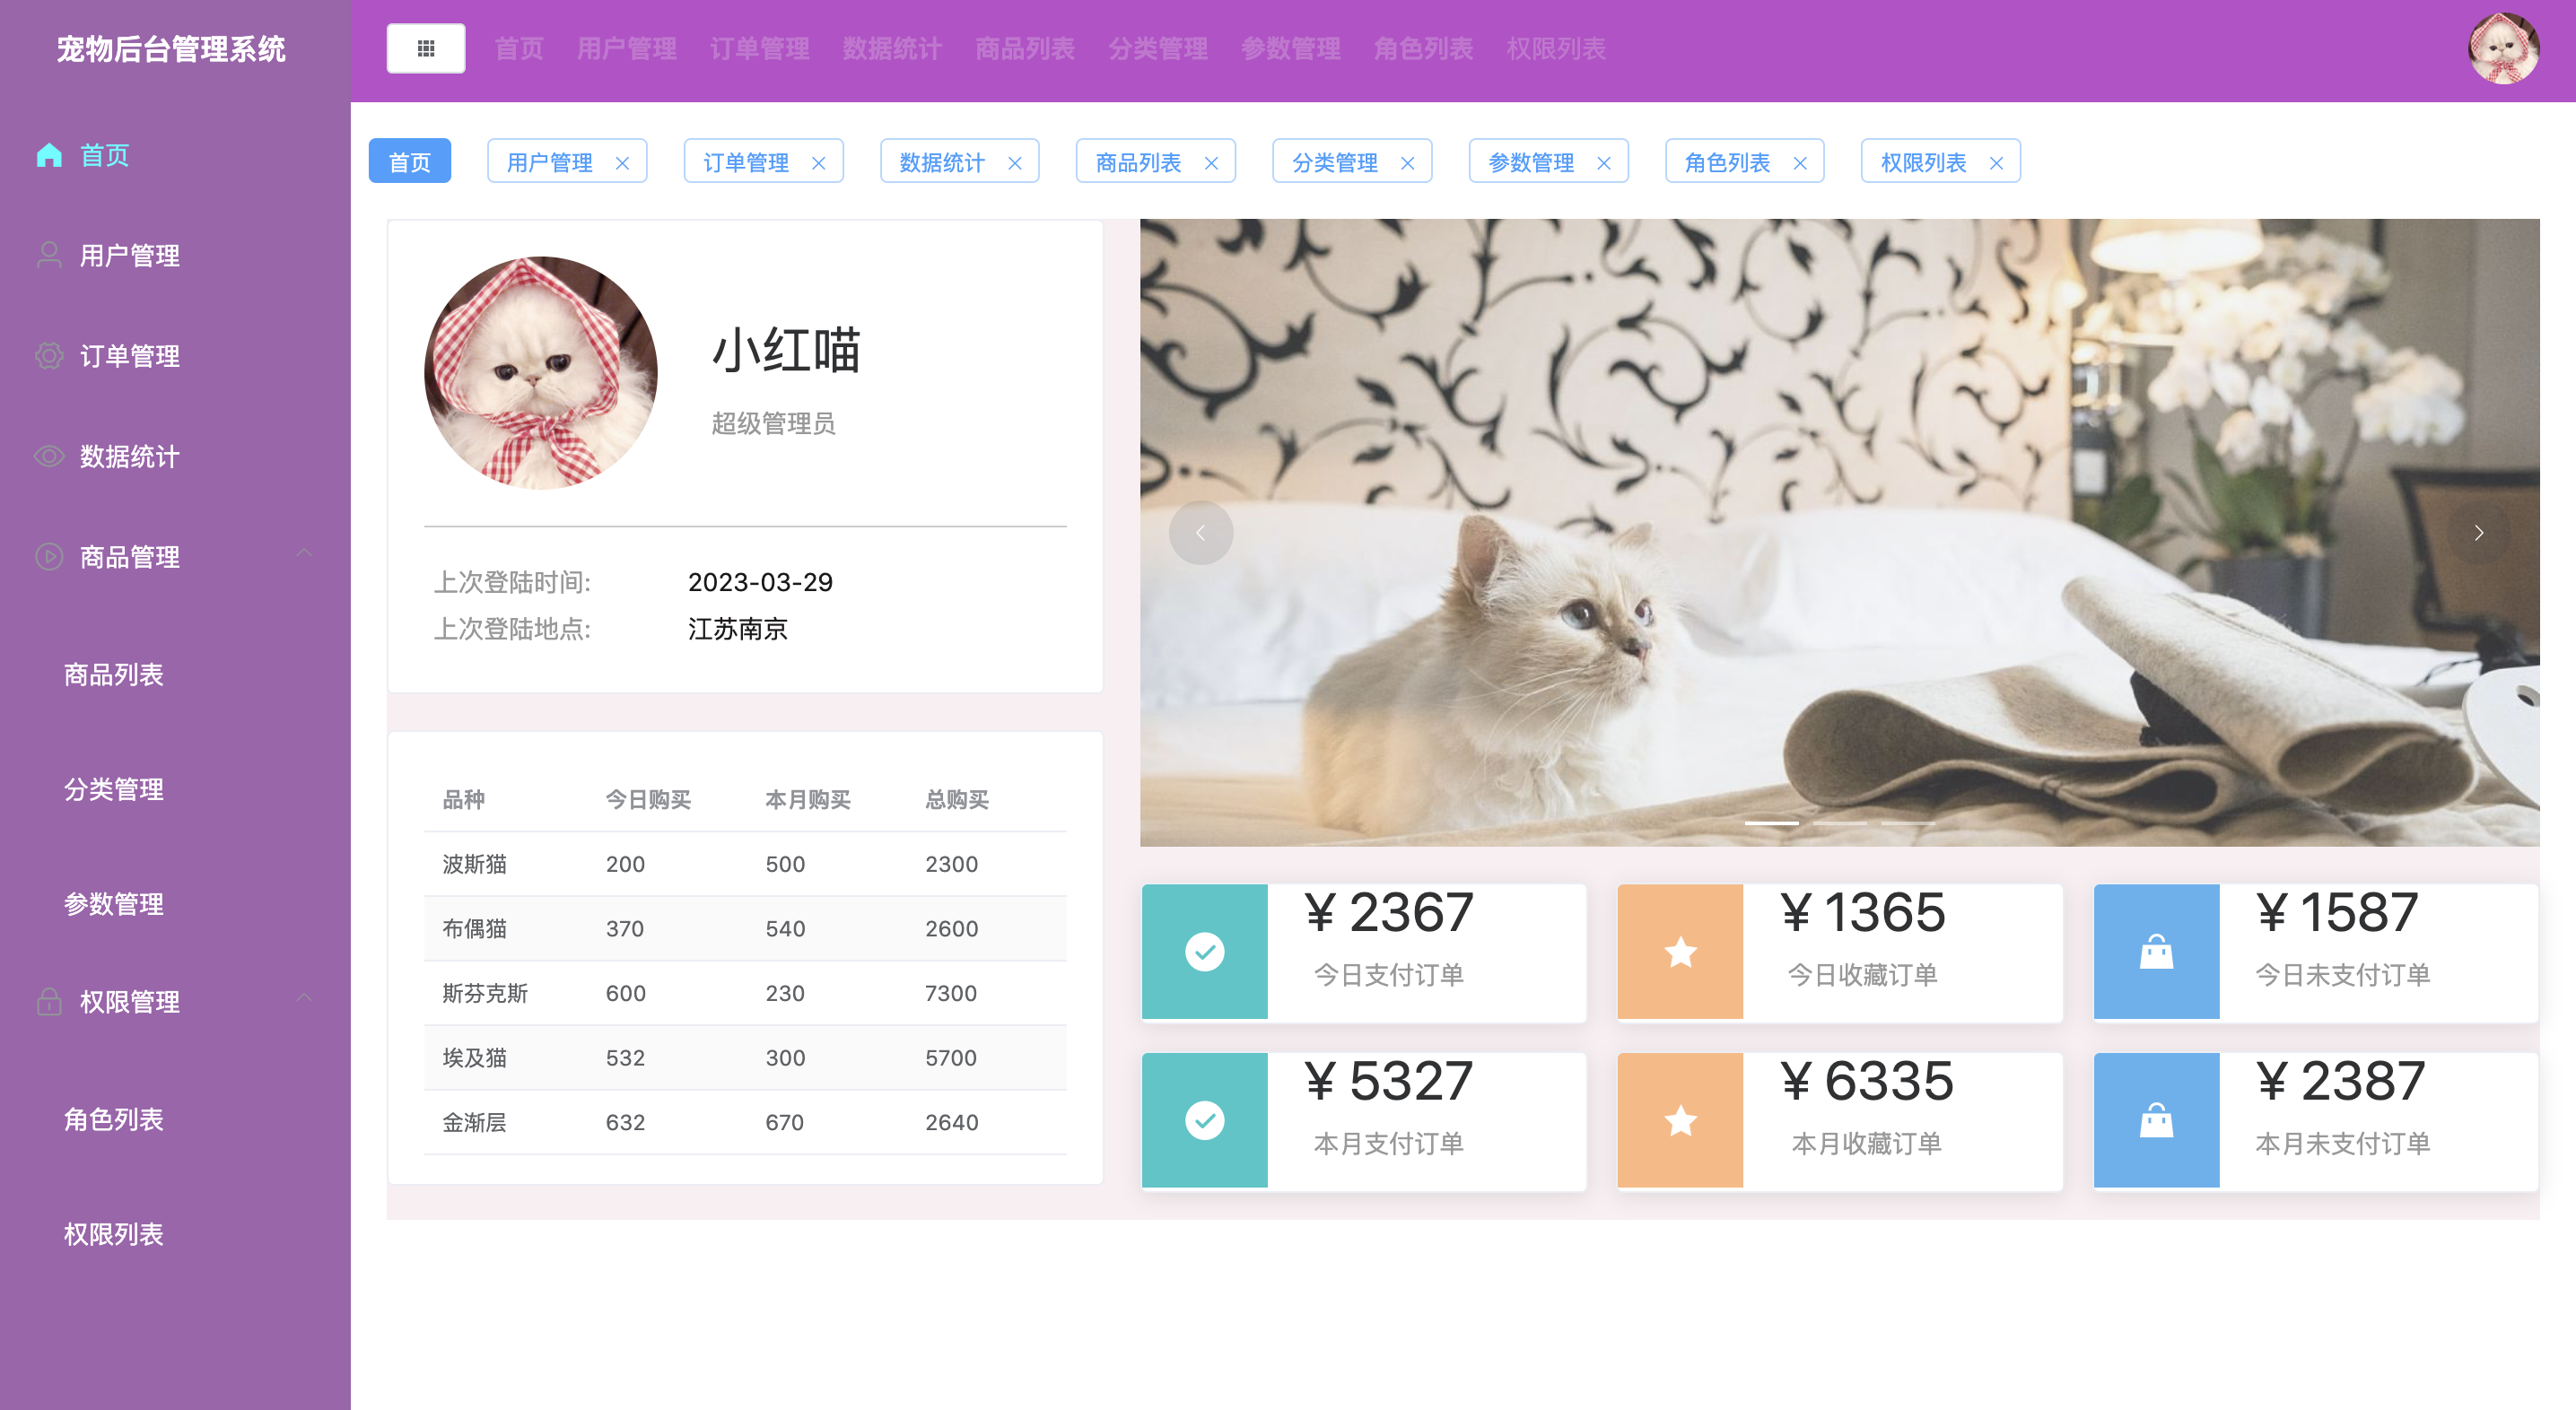 宠物后台管理系统
首页 用户管理 订单管理 数据统计 商品列表 分类管理 参数管理 角色列表 权限列表
首页
用户管理
订单管理
数据统计
商品管理
商品列表
分类管理
参数管理
权限管理
角色列表
权限列表
首页 用户管理 订单管理 数据统计 商品列表 分类管理 参数管理 角色列表 权限列表
小红喵
超级管理员
上次登陆时间: 2023-03-29
上次登陆地点: 江苏南京
品种 今日购买 本月购买 总购买
波斯猫 200 500 2300
布偶猫 370 540 2600
斯芬克斯 600 230 7300
埃及猫 532 300 5700
金渐层 632 670 2640
¥ 2367
今日支付订单
¥ 1365
今日收藏订单
¥ 1587
今日未支付订单
¥ 5327
本月支付订单
¥ 6335
本月收藏订单
¥ 2387
本月未支付订单